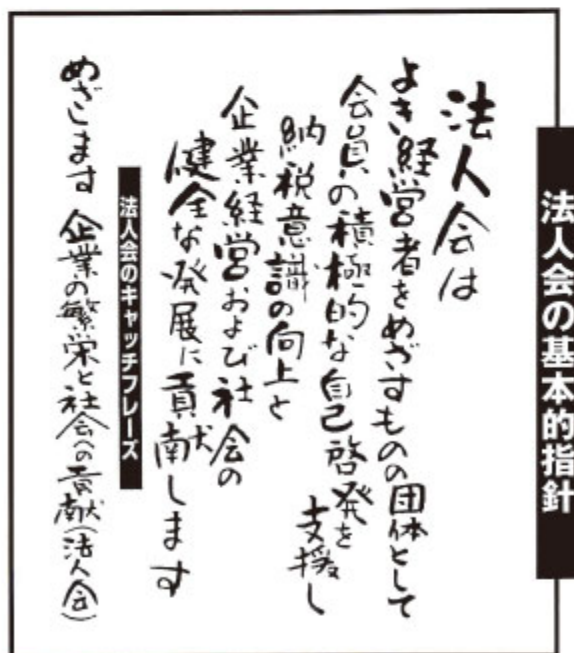 法人会の基本的指針
法人会は
よき経営者をめざすものの団体として
会員の積極的な自己啓発を
支援し
納税意識の向上と
企業経営および社会の
健全な発展に貢献します
法人会のキャッチフレーズ
めざします 企業の繁栄と社会への貢献(法人会)